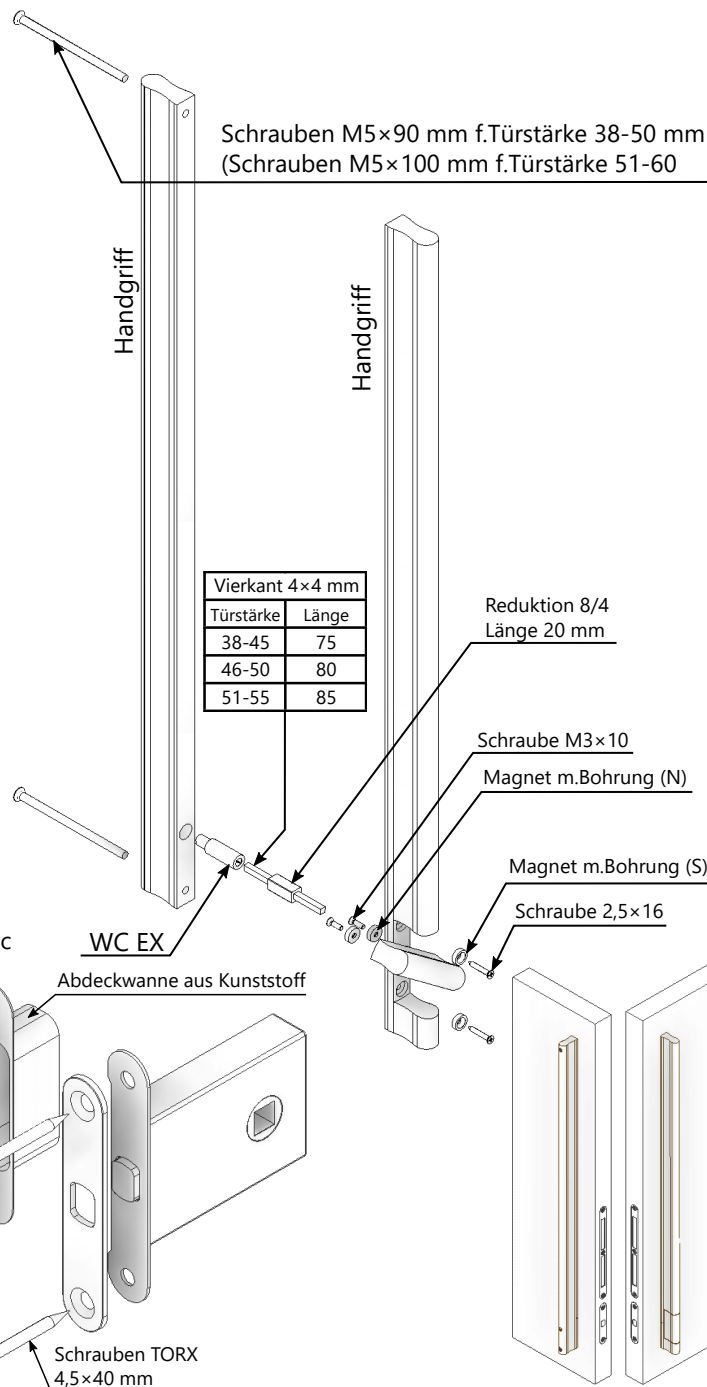 Schrauben M5×90 mm f.Türstärke 38-50 mm
(Schrauben M5×100 mm f.Türstärke 51-60
Handgriff
Handgriff
Vierkant 4×4 mm
Türstärke Länge
38-45 75
46-50 80
51-55 85
Reduktion 8/4
Länge 20 mm
Schraube M3×10
Magnet m.Bohrung (N)
Magnet m.Bohrung (S)
Schraube 2,5×16
c
WC EX
Abdeckwanne aus Kunststoff
Schrauben TORX
4,5×40 mm